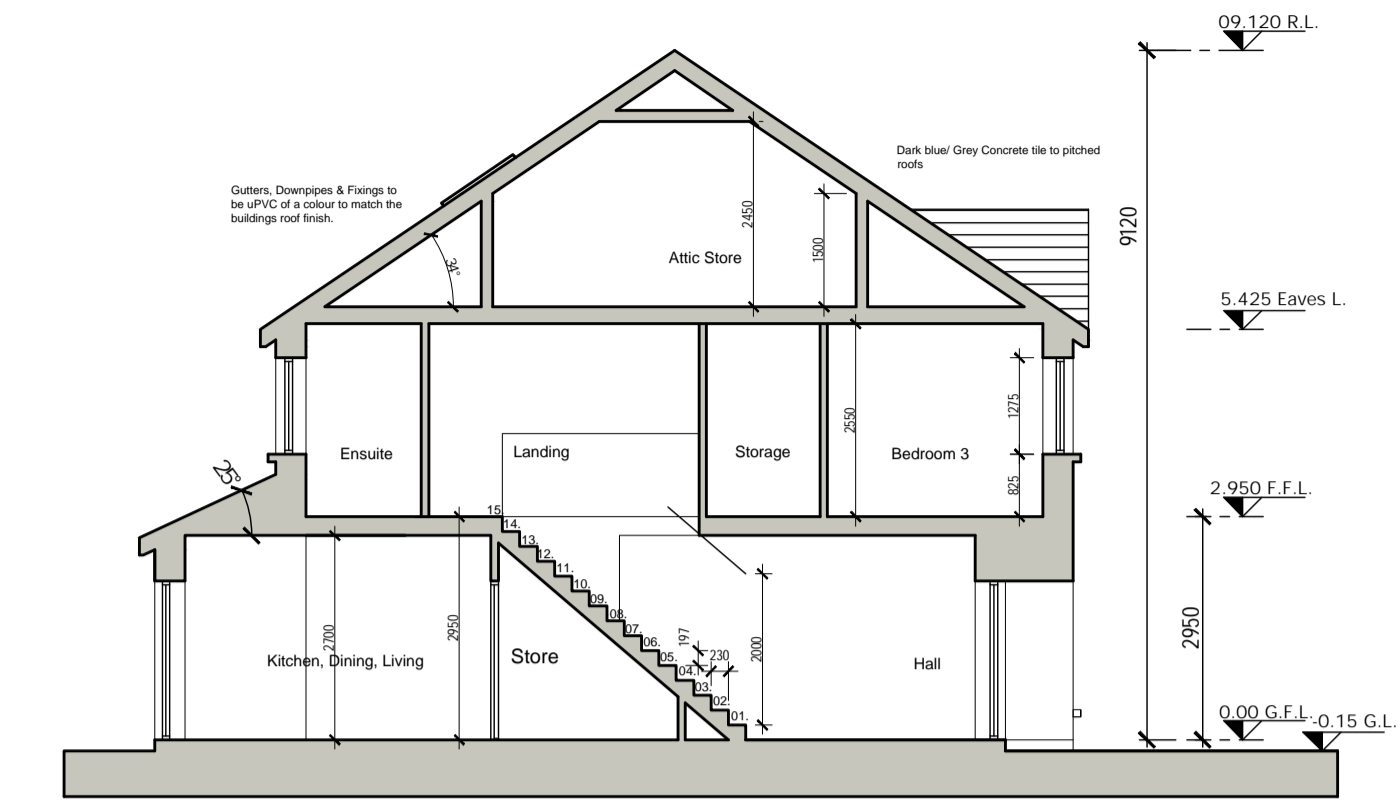 09.120 R.L.
Dark blue/ Grey Concrete tile to pitched
roofs
Gutters, Downpipes & Fixings to
be uPVC of a colour to match the
buildings roof finish.
9120
2450
1500
Attic Store
34°
5.425 Eaves L.
1275
2550
Ensuite
Landing
Storage
Bedroom 3
25°
825
2.950 F.F.L.
15.
14.
13.
12.
11.
10.
09.
08.
07.
06.
05.
04.
03.
02.
01.
2700
2950
197
230
2000
2950
Kitchen, Dining, Living
Store
Hall
0.00 G.F.L.
-0.15 G.L.